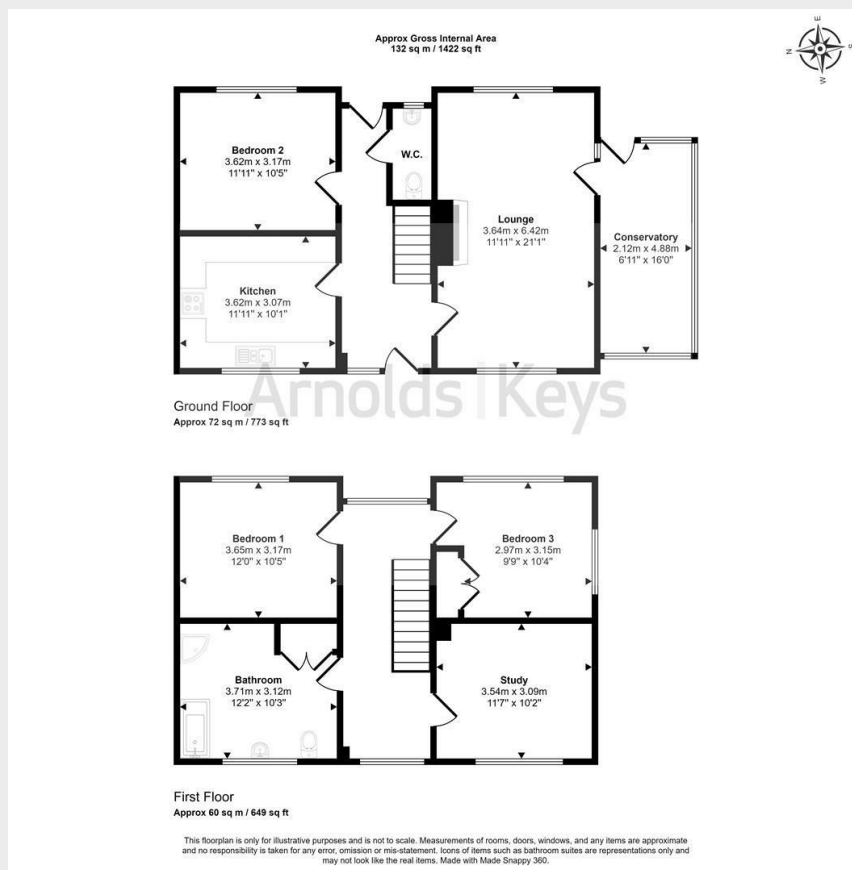 Approx Gross Internal Area
132 sq m / 1422 sq ft
E
N
S
W
Bedroom 2
3.62m x 3.17m
11'11" x 10'5"
W.C.
Lounge
3.64m x 6.42m
11'11" x 21'1"
Conservatory
2.12m x 4.88m
6'11" x 16'0"
Kitchen
3.62m x 3.07m
11'11" x 10'1"
Arnolds | Keys
Ground Floor
Approx 72 sq m / 773 sq ft
Bedroom 1
3.65m x 3.17m
12'0" x 10'5"
Bedroom 3
2.97m x 3.15m
9'9" x 10'4"
Bathroom
3.71m x 3.12m
12'2" x 10'3"
Study
3.54m x 3.09m
11'7" x 10'2"
First Floor
Approx 60 sq m / 649 sq ft
This floorplan is only for illustrative purposes and is not to scale. Measurements of rooms, doors, windows, and any items are approximate
and no responsibility is taken for any error, omission or mis-statement. Icons of items such as bathroom suites are representations only and
may not look like the real items. Made with Made Snappy 360.